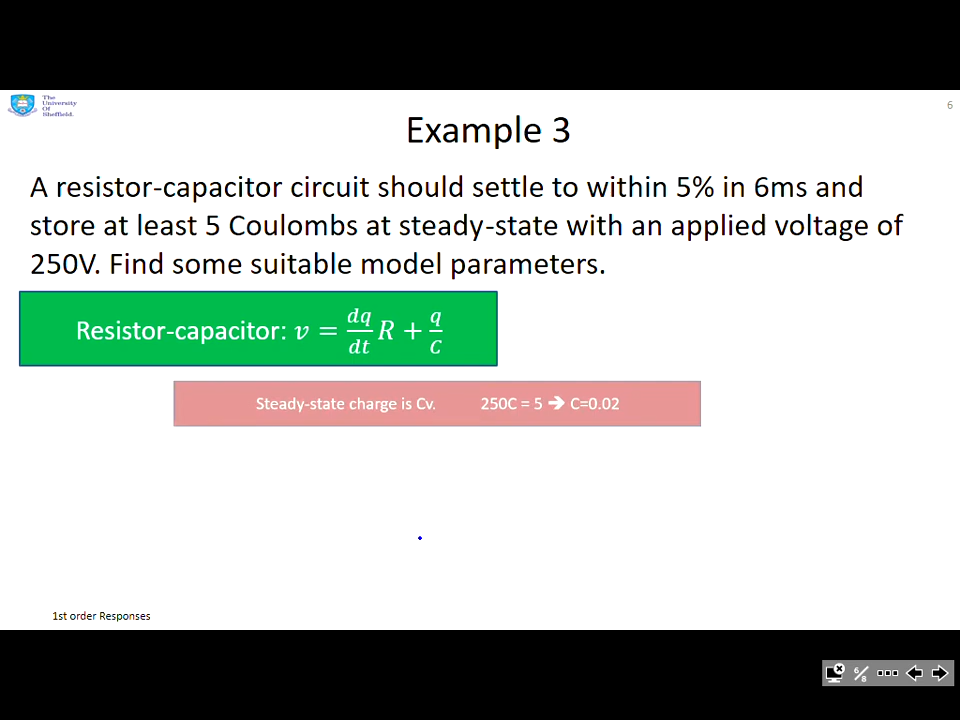 The
University
Of
Sheffield.
6
Example 3
A resistor-capacitor circuit should settle to within 5% in 6ms and
store at least 5 Coulombs at steady-state with an applied voltage of
250V. Find some suitable model parameters.
Resistor-capacitor: v = dq/dt R + q/C
Steady-state charge is Cv. 250C = 5 → C=0.02
1st order Responses
6/8